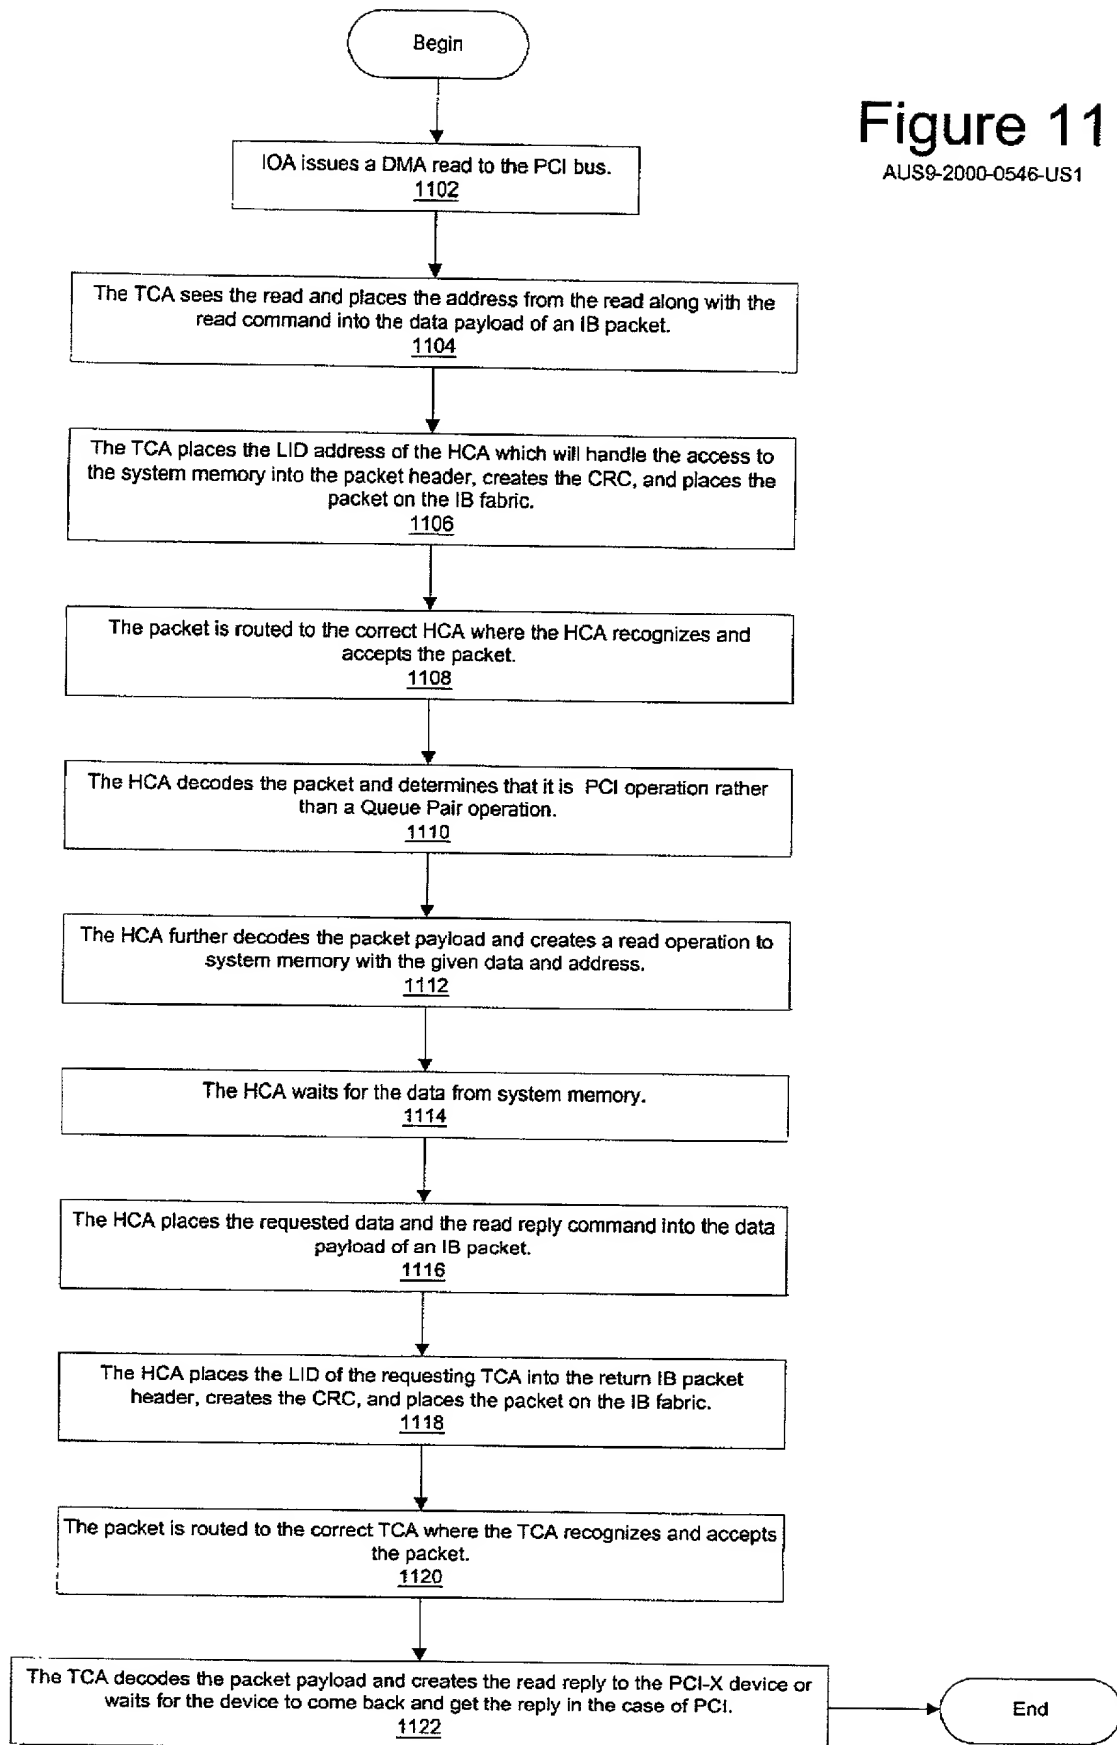 Begin
Figure 11
AUS9-2000-0546-US1
IOA issues a DMA read to the PCI bus.
1102
The TCA sees the read and places the address from the read along with the
read command into the data payload of an IB packet.
1104
The TCA places the LID address of the HCA which will handle the access to
the system memory into the packet header, creates the CRC, and places the
packet on the IB fabric.
1106
The packet is routed to the correct HCA where the HCA recognizes and
accepts the packet.
1108
The HCA decodes the packet and determines that it is PCI operation rather
than a Queue Pair operation.
1110
The HCA further decodes the packet payload and creates a read operation to
system memory with the given data and address.
1112
The HCA waits for the data from system memory.
1114
The HCA places the requested data and the read reply command into the data
payload of an IB packet.
1116
The HCA places the LID of the requesting TCA into the return IB packet
header, creates the CRC, and places the packet on the IB fabric.
1118
The packet is routed to the correct TCA where the TCA recognizes and accepts
the packet.
1120
The TCA decodes the packet payload and creates the read reply to the PCI-X device or
waits for the device to come back and get the reply in the case of PCI.
1122
End